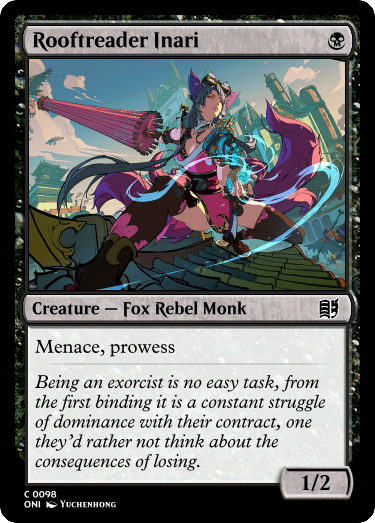 Rooftreader Inari
Creature — Fox Rebel Monk
Menace, prowess
Being an exorcist is no easy task, from
the first binding it is a constant struggle
of dominance with their contract, one
they'd rather not think about the
consequences of losing.
1/2
C 0098
ONI Yuchenhong